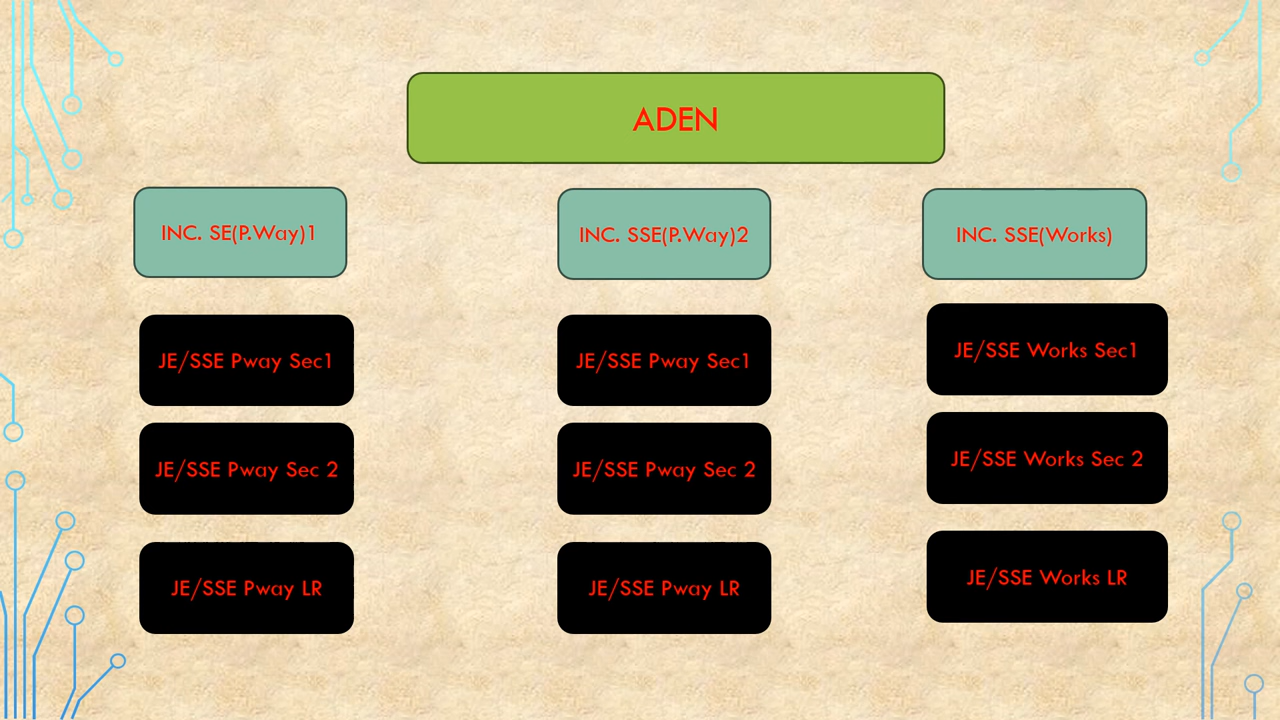 ADEN
INC. SE(P.Way)1
INC. SSE(P.Way)2
INC. SSE(Works)
JE/SSE Pway Sec1
JE/SSE Pway Sec1
JE/SSE Works Sec1
JE/SSE Pway Sec 2
JE/SSE Pway Sec 2
JE/SSE Works Sec 2
JE/SSE Pway LR
JE/SSE Pway LR
JE/SSE Works LR